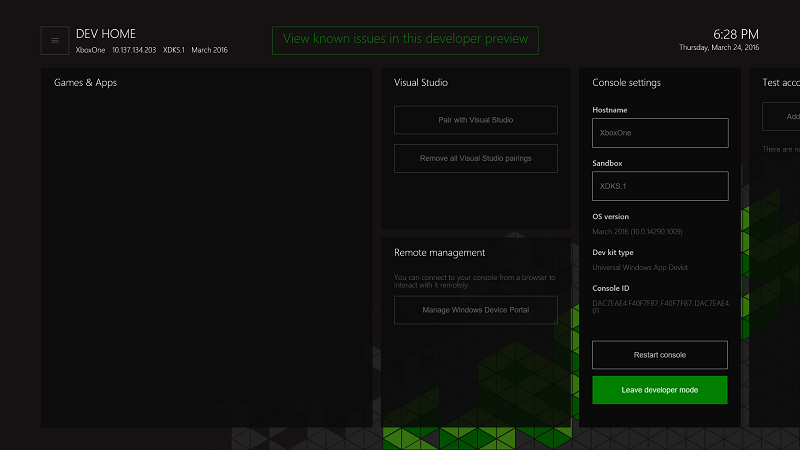 DEV HOME
XboxOne 10.137.134.203 XDKS.1 March 2016
View known issues in this developer preview
6:28 PM
Thursday, March 24, 2016
Games & Apps
Visual Studio
Pair with Visual Studio
Remove all Visual Studio pairings
Remote management
You can connect to your console from a browser to
interact with it remotely.
Manage Windows Device Portal
Console settings
Hostname
XboxOne
Sandbox
XDKS.1
OS version
March 2016 (10.0.14290.1009)
Dev kit type
Universal Windows App Devkit
Console ID
DAC7EAE4.F40F7F87.F40F7F87.DAC7EAE4.
01
Restart console
Leave developer mode
Test acco
Add
There are no